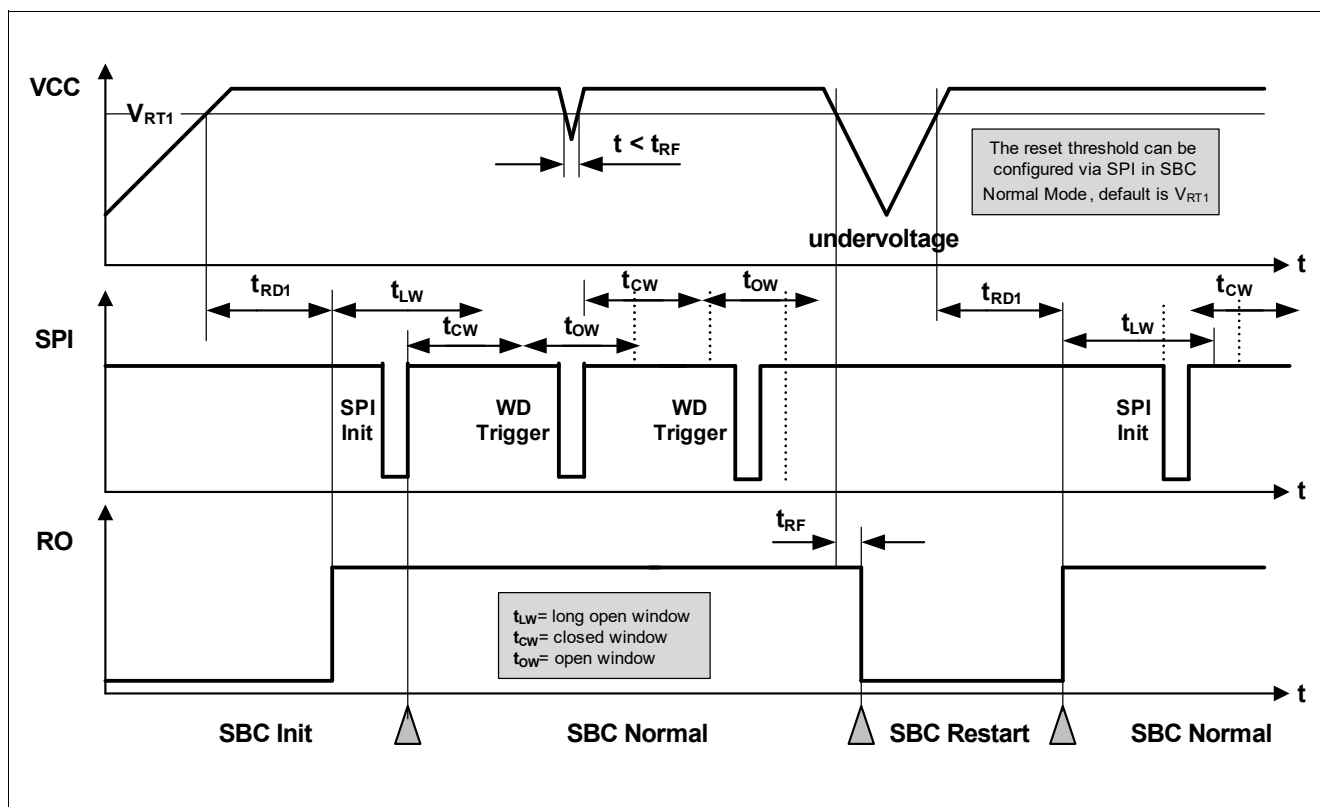 VCC
VRT1
t < tRF
The reset threshold can be
configured via SPI in SBC
Normal Mode, default is VRT1
undervoltage
t
tRD1
tLW
tCW
tOW
tCW
tOW
tRD1
tLW
tCW
SPI
SPI
Init
WD
Trigger
WD
Trigger
SPI
Init
t
RO
tRF
tLW= long open window
tCW= closed window
tOW= open window
t
SBC Init
SBC Normal
SBC Restart
SBC Normal